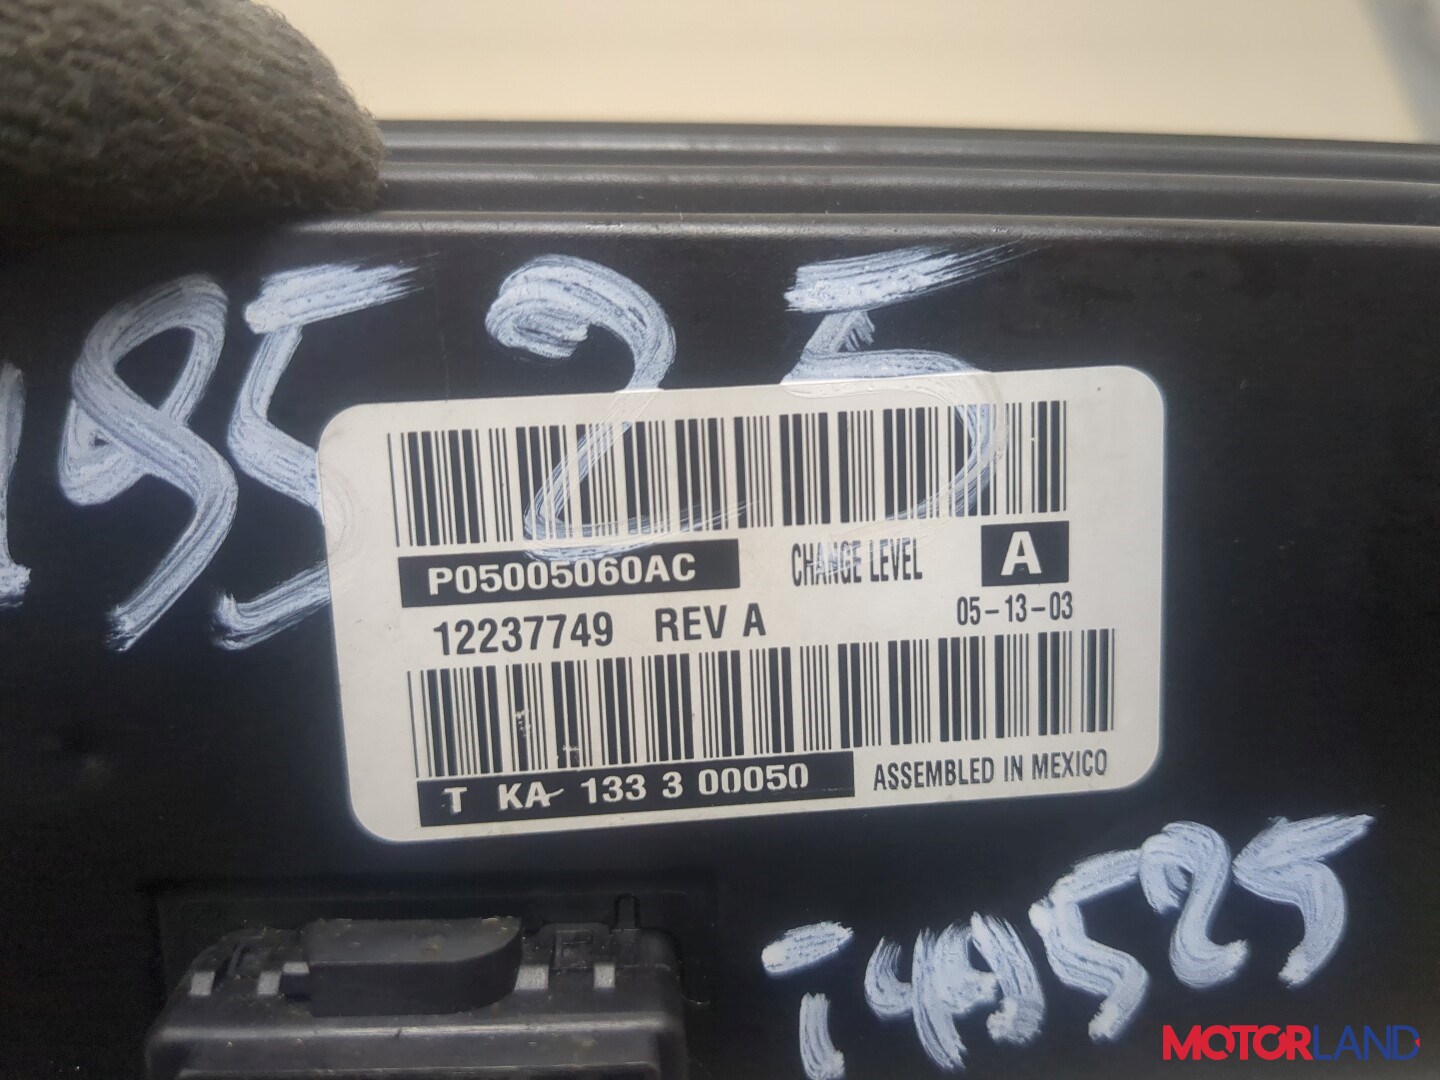 P05005060AC CHANGE LEVEL A
12237749 REV A 05-13-03
T KA 133 3 00050 ASSEMBLED IN MEXICO
i49525
MOTORLAND